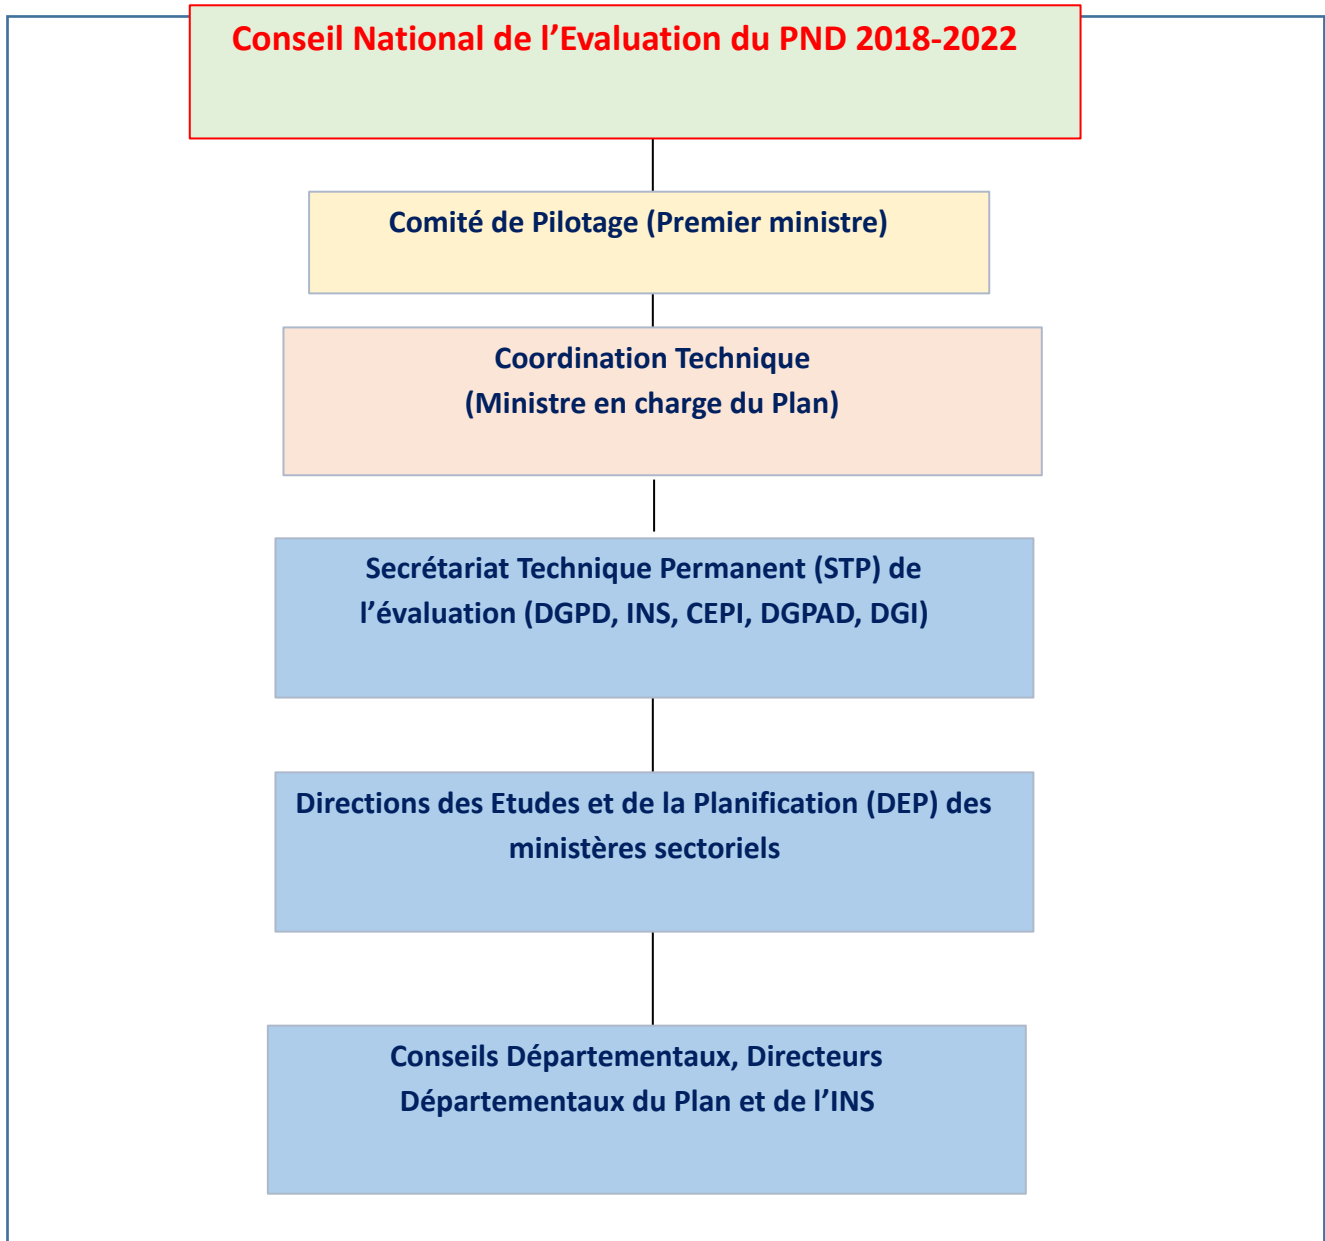 Conseil National de l’Evaluation du PND 2018-2022
Comité de Pilotage (Premier ministre)
Coordination Technique
(Ministre en charge du Plan)
Secrétariat Technique Permanent (STP) de
l’évaluation (DGPD, INS, CEPI, DGPAD, DGI)
Directions des Etudes et de la Planification (DEP) des
ministères sectoriels
Conseils Départementaux, Directeurs
Départementaux du Plan et de l’INS